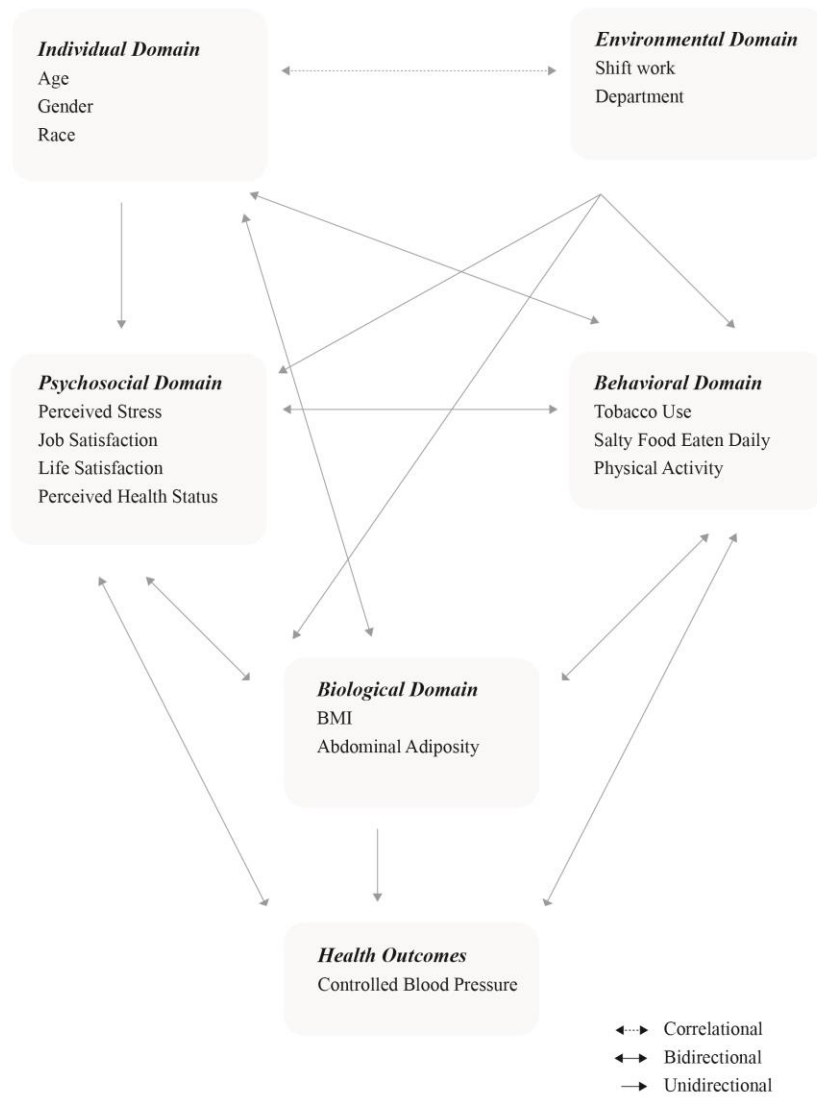 Individual Domain
Age
Gender
Race
Environmental Domain
Shift work
Department
Psychosocial Domain
Perceived Stress
Job Satisfaction
Life Satisfaction
Perceived Health Status
Behavioral Domain
Tobacco Use
Salty Food Eaten Daily
Physical Activity
Biological Domain
BMI
Abdominal Adiposity
Health Outcomes
Controlled Blood Pressure
Correlational
Bidirectional
Unidirectional